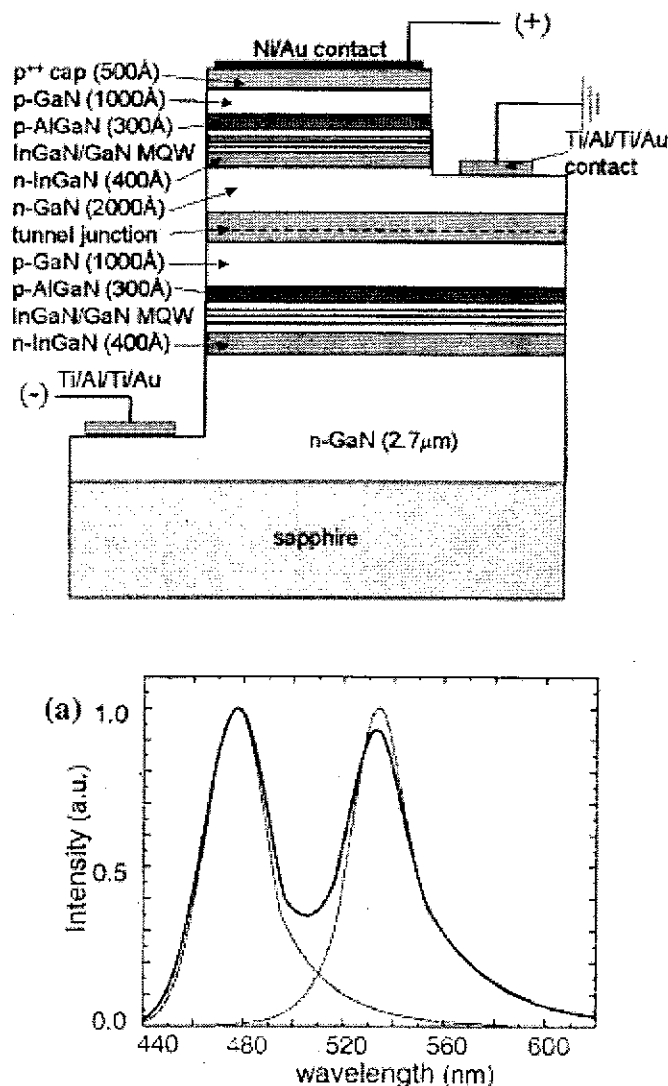 (+)
Ni/Au contact
p⁺⁺ cap (500Å)
p-GaN (1000Å)
p-AlGaN (300Å)
InGaN/GaN MQW
n-InGaN (400Å)
n-GaN (2000Å)
tunnel junction
p-GaN (1000Å)
p-AlGaN (300Å)
InGaN/GaN MQW
n-InGaN (400Å)
Ti/Al/Ti/Au
contact
(-)
Ti/Al/Ti/Au
n-GaN (2.7μm)
sapphire
(a)
1.0
0.5
0.0
Intensity (a.u.)
440 480 520 560 600
wavelength (nm)